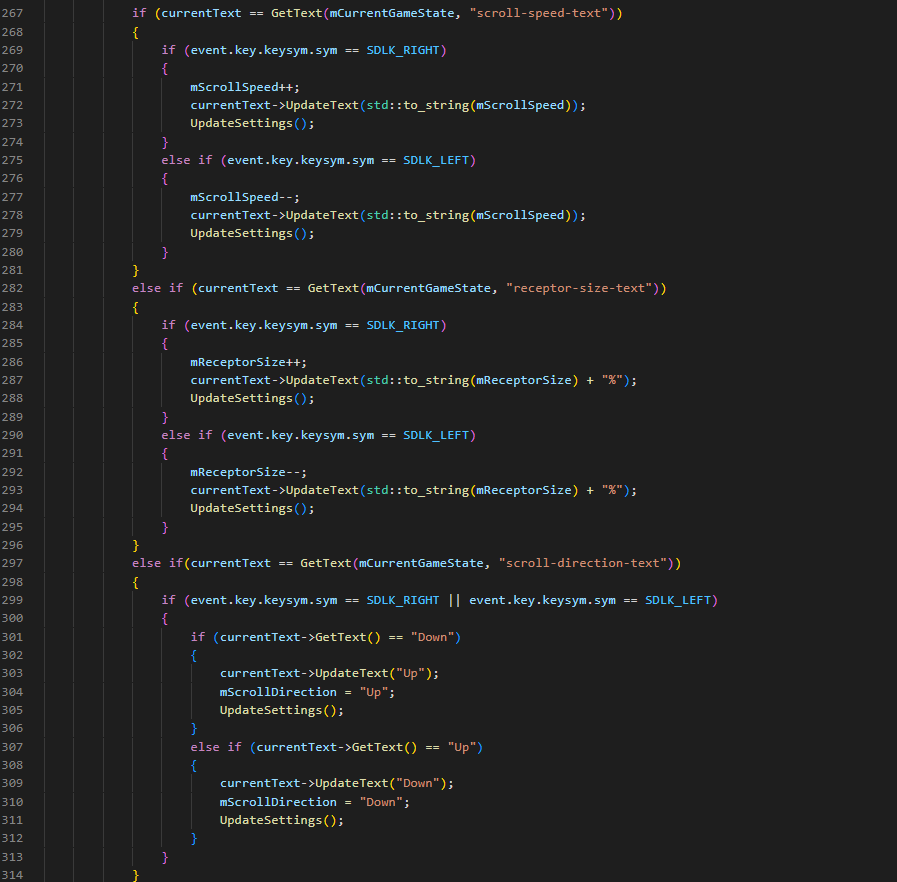 267 if (currentText == GetText(mCurrentGameState, "scroll-speed-text"))
268 {
269 if (event.key.keysym.sym == SDLK_RIGHT)
270 {
271 mScrollSpeed++;
272 currentText->UpdateText(std::to_string(mScrollSpeed));
273 UpdateSettings();
274 }
275 else if (event.key.keysym.sym == SDLK_LEFT)
276 {
277 mScrollSpeed--;
278 currentText->UpdateText(std::to_string(mScrollSpeed));
279 UpdateSettings();
280 }
281 }
282 else if (currentText == GetText(mCurrentGameState, "receptor-size-text"))
283 {
284 if (event.key.keysym.sym == SDLK_RIGHT)
285 {
286 mReceptorSize++;
287 currentText->UpdateText(std::to_string(mReceptorSize) + "%");
288 UpdateSettings();
289 }
290 else if (event.key.keysym.sym == SDLK_LEFT)
291 {
292 mReceptorSize--;
293 currentText->UpdateText(std::to_string(mReceptorSize) + "%");
294 UpdateSettings();
295 }
296 }
297 else if(currentText == GetText(mCurrentGameState, "scroll-direction-text"))
298 {
299 if (event.key.keysym.sym == SDLK_RIGHT || event.key.keysym.sym == SDLK_LEFT)
300 {
301 if (currentText->GetText() == "Down")
302 {
303 currentText->UpdateText("Up");
304 mScrollDirection = "Up";
305 UpdateSettings();
306 }
307 else if (currentText->GetText() == "Up")
308 {
309 currentText->UpdateText("Down");
310 mScrollDirection = "Down";
311 UpdateSettings();
312 }
313 }
314 }